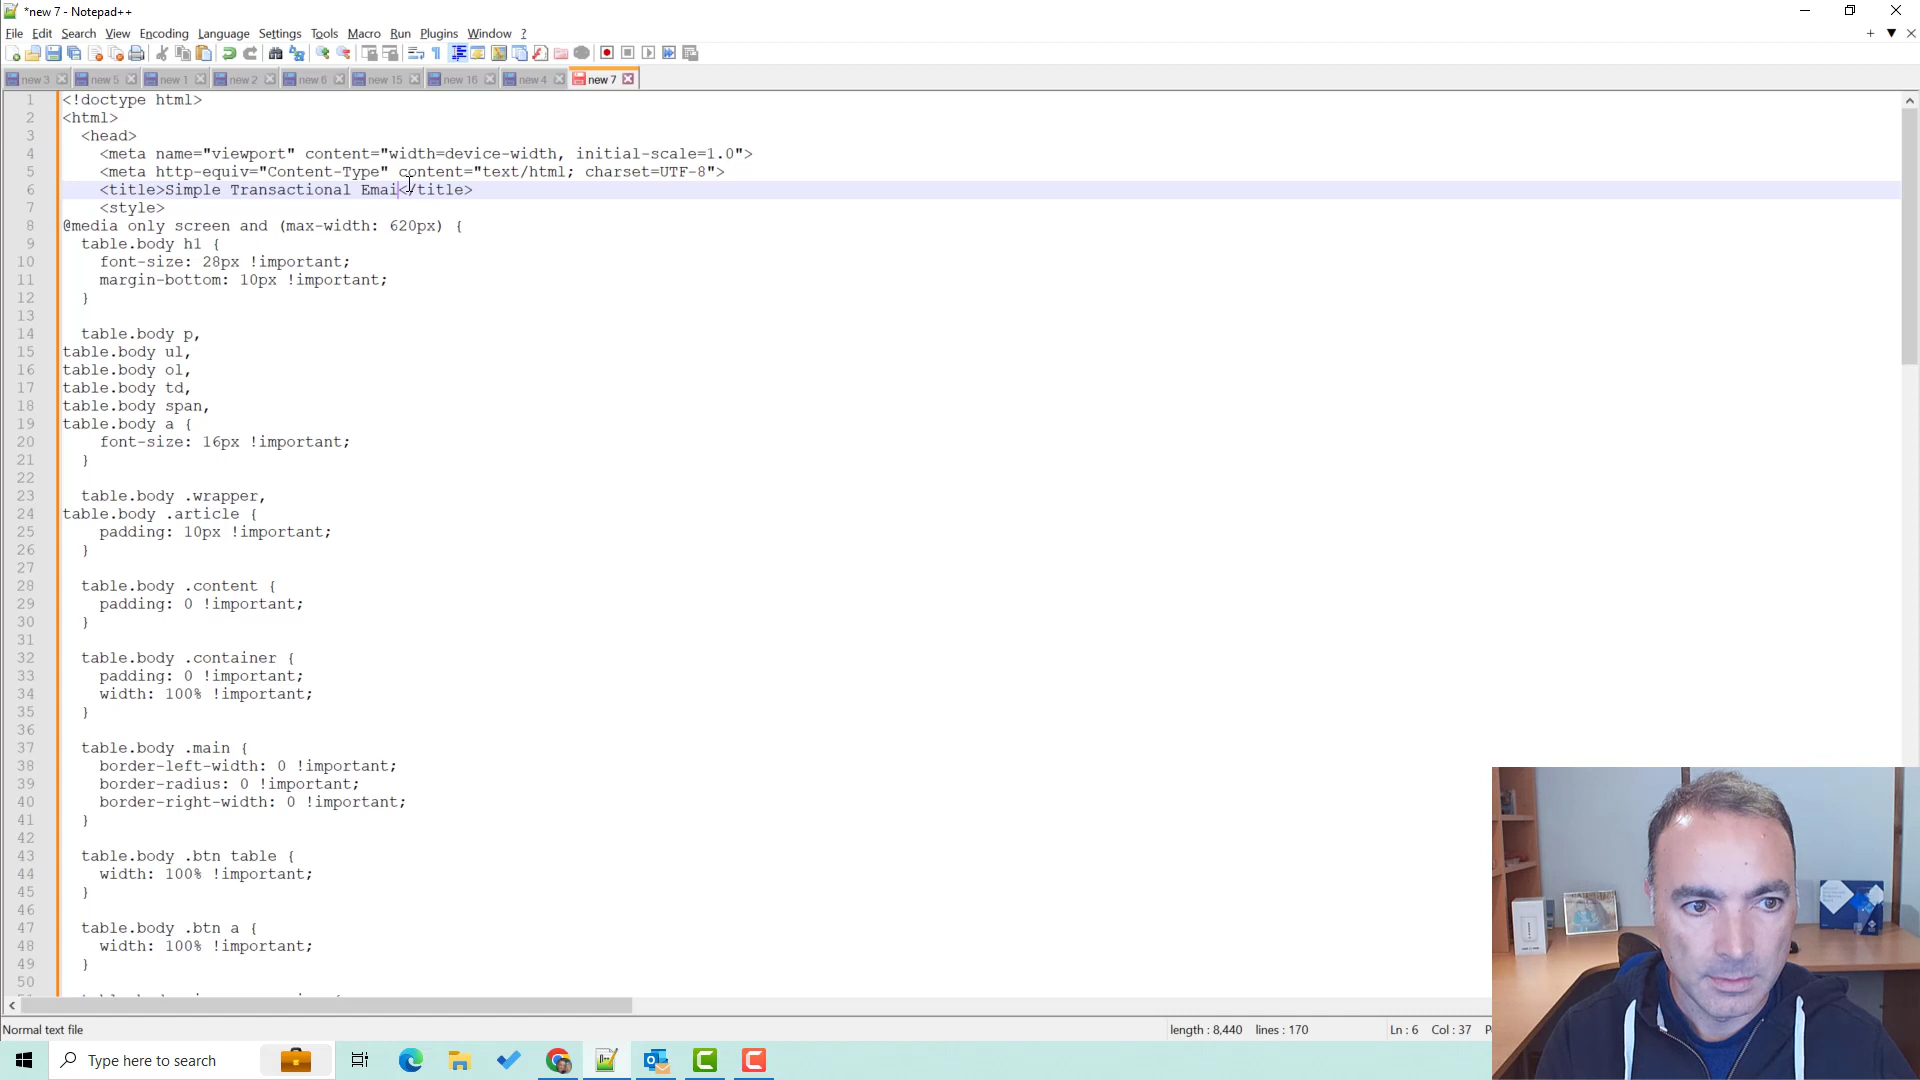 *new 7 - Notepad++
File Edit Search View Encoding Language Settings Tools Macro Run Plugins Window ?
new 3 new 5 new 1 new 2 new 6 new 15 new 16 new 4 new 7
1 <!doctype html>
2 <html>
3 <head>
4 <meta name="viewport" content="width=device-width, initial-scale=1.0">
5 <meta http-equiv="Content-Type" content="text/html; charset=UTF-8">
6 <title>Simple Transactional Emai</title>
7 <style>
8 @media only screen and (max-width: 620px) {
9 table.body h1 {
10 font-size: 28px !important;
11 margin-bottom: 10px !important;
12 }
13
14 table.body p,
15 table.body ul,
16 table.body ol,
17 table.body td,
18 table.body span,
19 table.body a {
20 font-size: 16px !important;
21 }
22
23 table.body .wrapper,
24 table.body .article {
25 padding: 10px !important;
26 }
27
28 table.body .content {
29 padding: 0 !important;
30 }
31
32 table.body .container {
33 padding: 0 !important;
34 width: 100% !important;
35 }
36
37 table.body .main {
38 border-left-width: 0 !important;
39 border-radius: 0 !important;
40 border-right-width: 0 !important;
41 }
42
43 table.body .btn table {
44 width: 100% !important;
45 }
46
47 table.body .btn a {
48 width: 100% !important;
49 }
50
Normal text file length : 8,440 lines : 170 Ln : 6 Col : 37
Type here to search